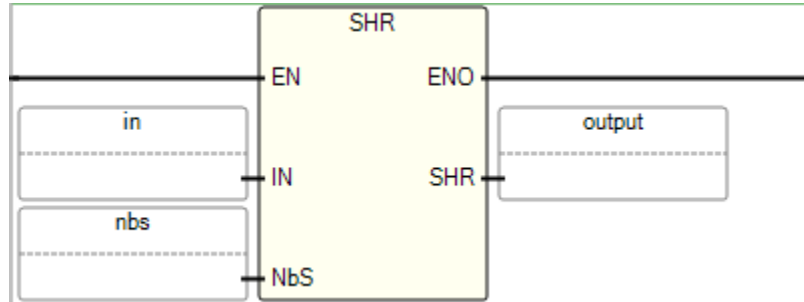 SHR
EN ENO
in output
IN SHR
nbs
NbS